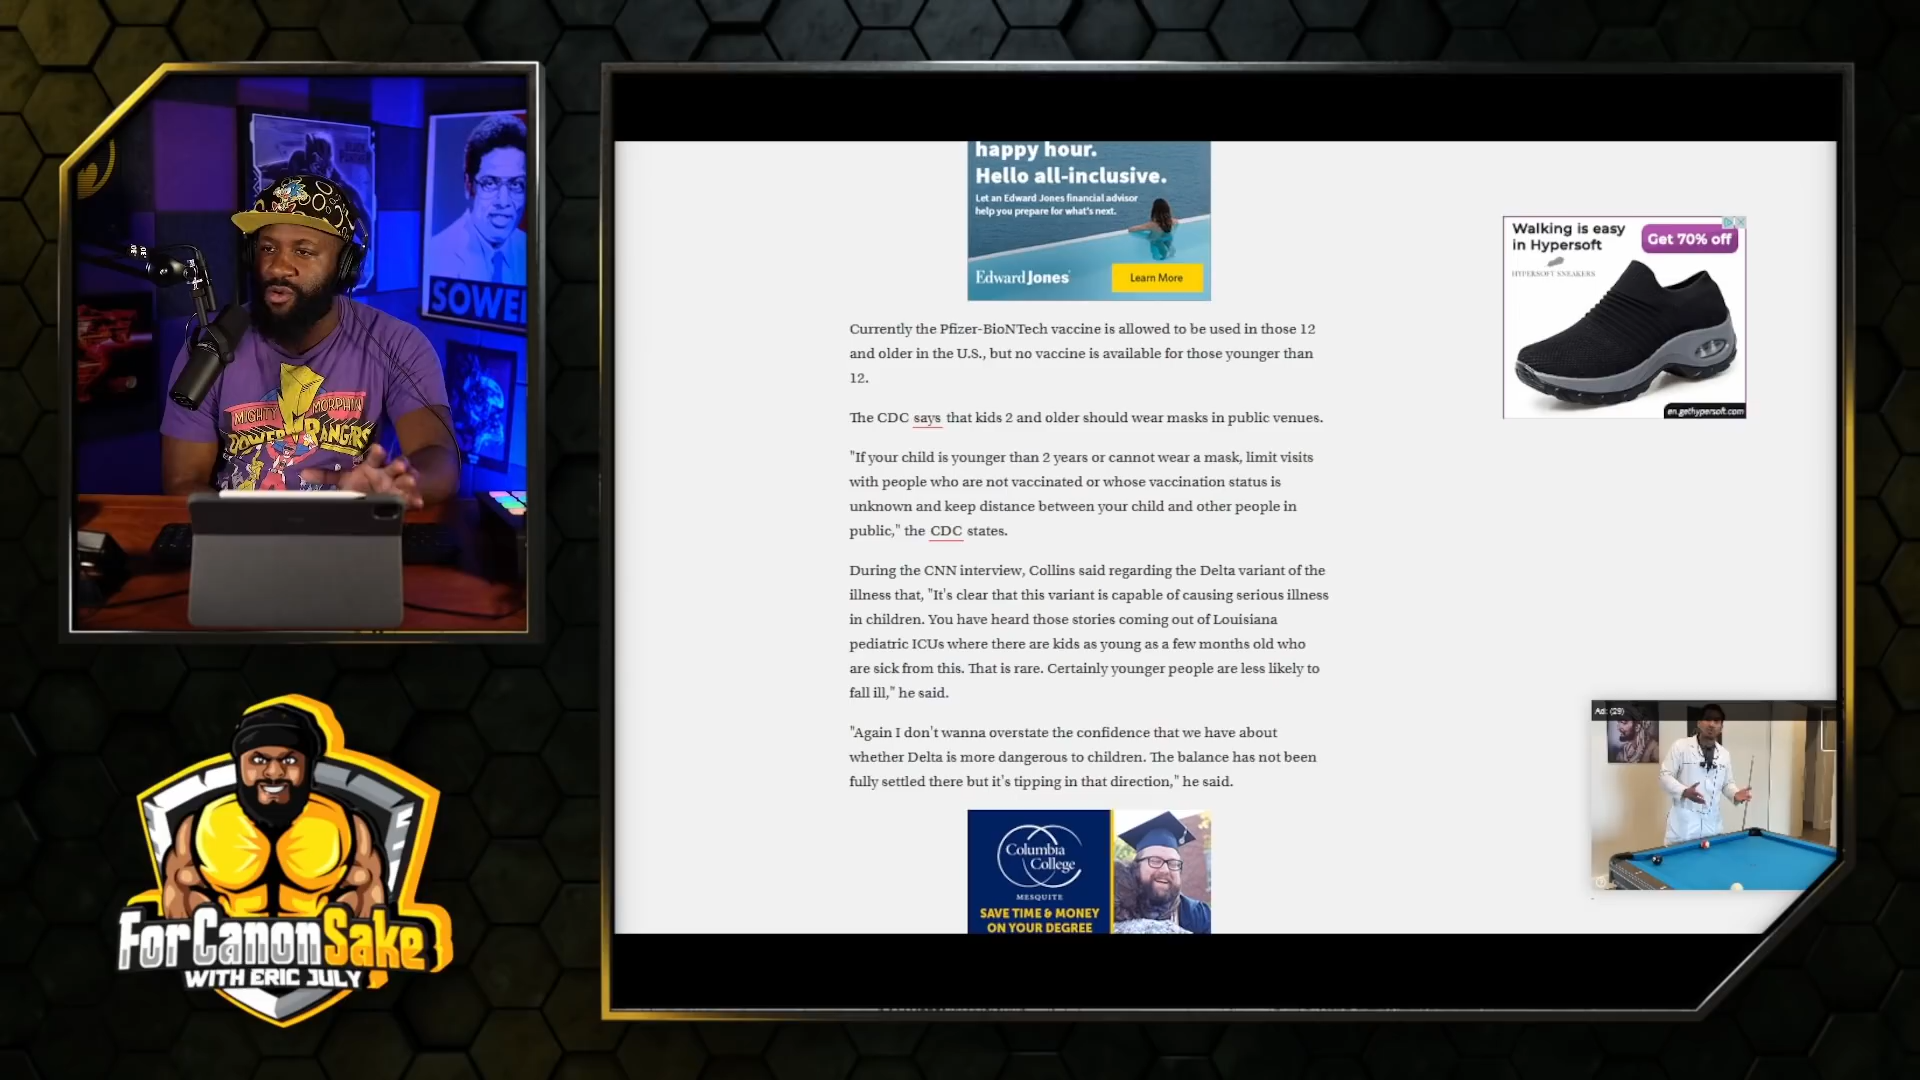 BLACK PANTHER
SOWE
MIGHTY MORPHIN
POWER RANGERS
ForCanonSake
WITH ERIC JULY
happy hour.
Hello all-inclusive.
Let an Edward Jones financial advisor
help you prepare for what's next.
Edward Jones
Learn More
Walking is easy
in Hypersoft
Get 70% off
HYPERSOFT SNEAKERS
en.gethypersoft.com
Currently the Pfizer-BioNTech vaccine is allowed to be used in those 12
and older in the U.S., but no vaccine is available for those younger than
12.
The CDC says that kids 2 and older should wear masks in public venues.
"If your child is younger than 2 years or cannot wear a mask, limit visits
with people who are not vaccinated or whose vaccination status is
unknown and keep distance between your child and other people in
public," the CDC states.
During the CNN interview, Collins said regarding the Delta variant of the
illness that, "It's clear that this variant is capable of causing serious illness
in children. You have heard those stories coming out of Louisiana
pediatric ICUs where there are kids as young as a few months old who
are sick from this. That is rare. Certainly younger people are less likely to
fall ill," he said.
"Again I don't wanna overstate the confidence that we have about
whether Delta is more dangerous to children. The balance has not been
fully settled there but it's tipping in that direction," he said.
Ad: (29)
Columbia
College
MESQUITE
SAVE TIME & MONEY
ON YOUR DEGREE